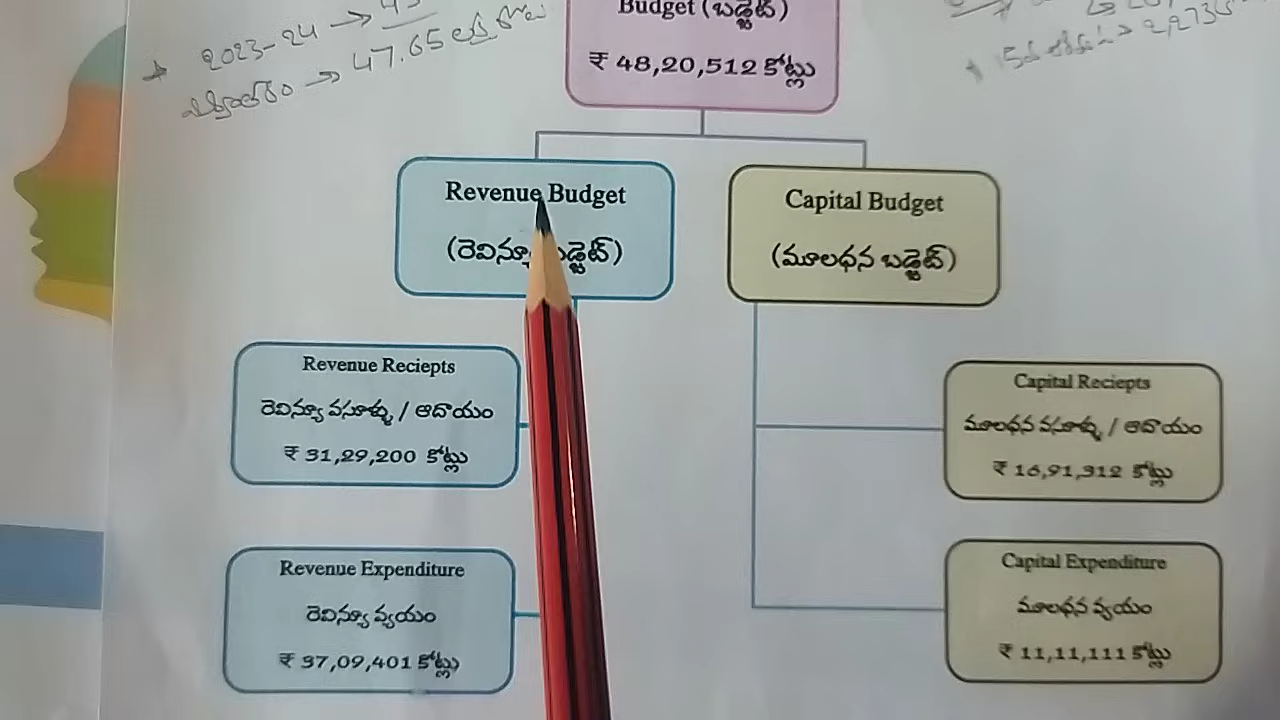 Budget (బడ్జెట్)
₹ 48,20,512 కోట్లు
2023-24 →
→ 47.65 లక్షల కోట్లు
Revenue Budget
(రెవిన్యూ బడ్జెట్)
Capital Budget
(మూలధన బడ్జెట్)
Revenue Reciepts
రెవిన్యూ వసూళ్ళు / ఆదాయం
₹ 31,29,200 కోట్లు
Capital Reciepts
మూలధన వసూళ్ళు / ఆదాయం
₹ 16,91,312 కోట్లు
Revenue Expenditure
రెవిన్యూ వ్యయం
₹ 37,09,401 కోట్లు
Capital Expenditure
మూలధన వ్యయం
₹ 11,11,111 కోట్లు